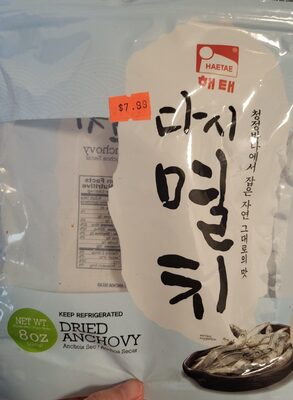 HAETAE
해태
$7.99
다시
멸치
청정바다에서 잡은 자연 그대로의 맛
Anchovy
KEEP REFRIGERATED
DRIED
ANCHOVY
NET WT
8oz